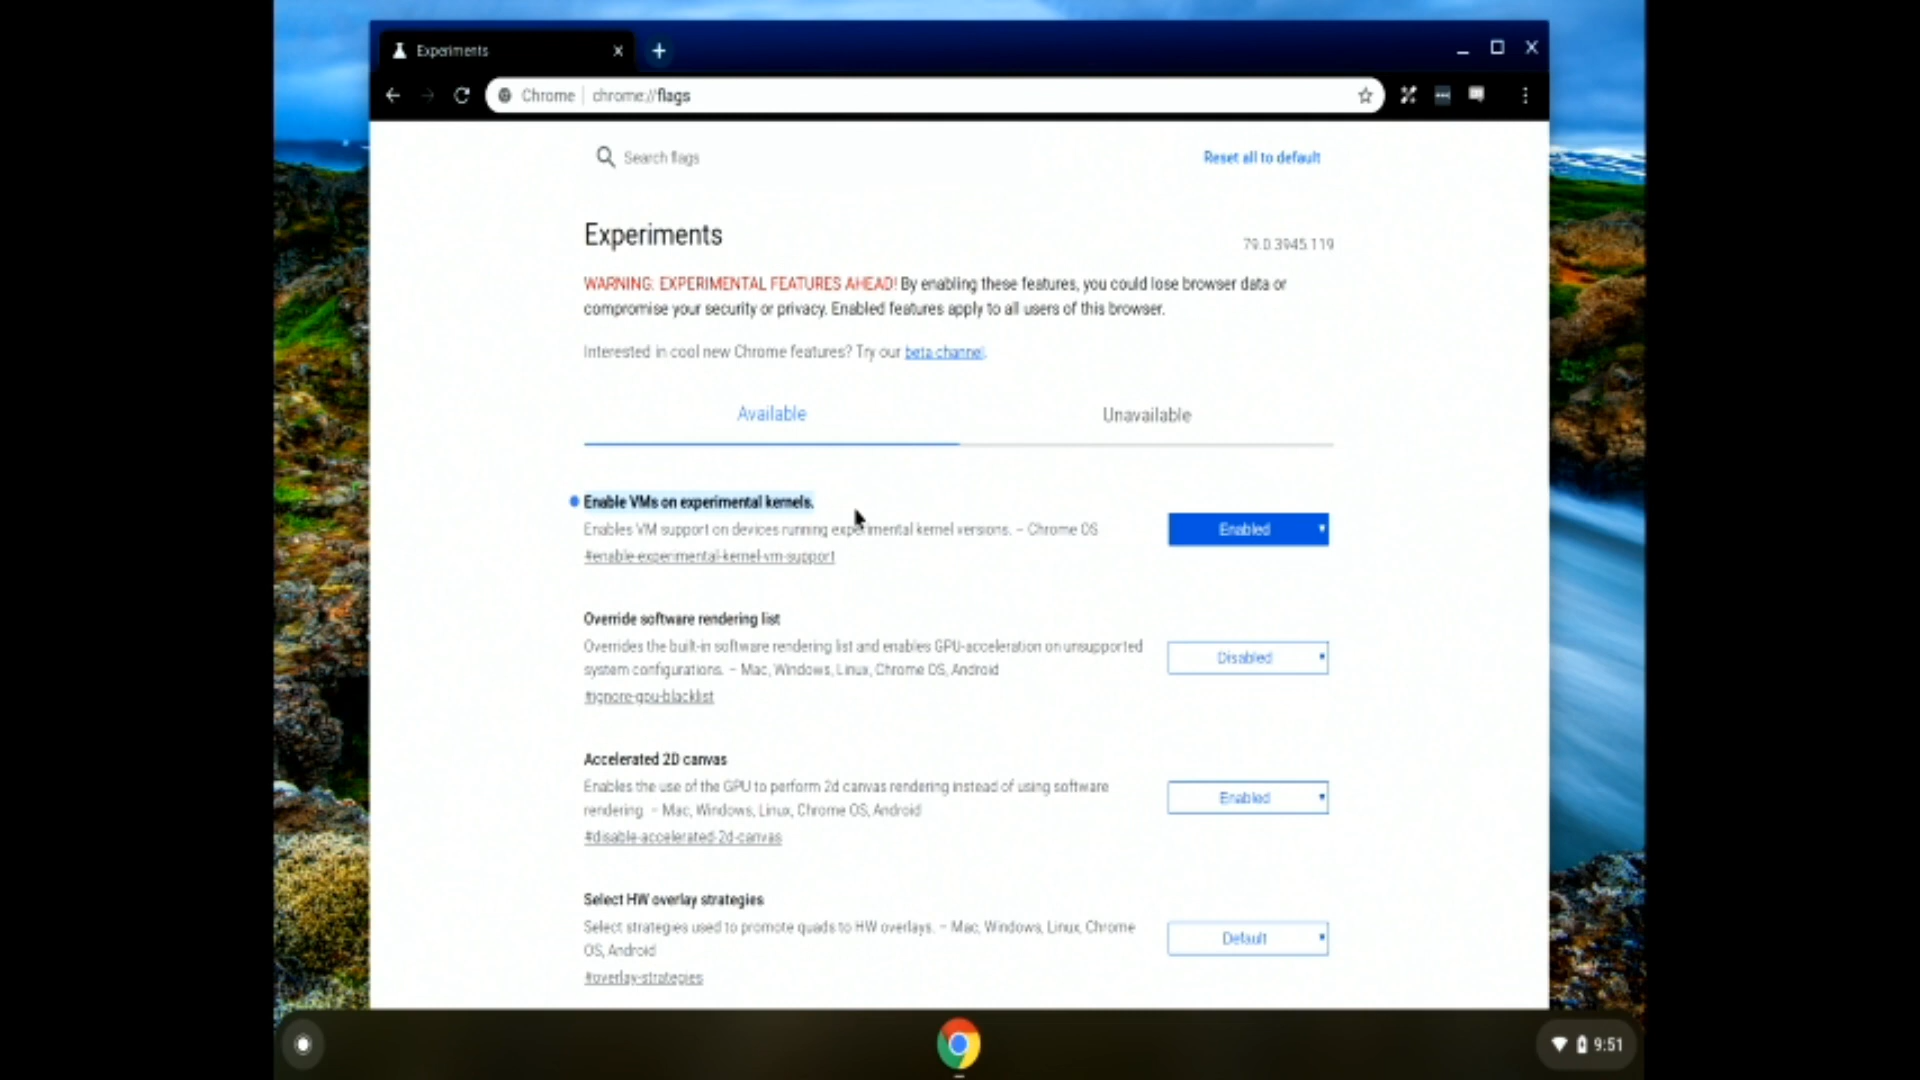 Experiments
Chrome | chrome://flags
Search flags
Reset all to default
Experiments
79.0.3945.119
WARNING: EXPERIMENTAL FEATURES AHEAD! By enabling these features, you could lose browser data or
compromise your security or privacy. Enabled features apply to all users of this browser.
Interested in cool new Chrome features? Try our beta channel.
Available
Unavailable
Enable VMs on experimental kernels.
Enables VM support on devices running experimental kernel versions. – Chrome OS
#enable-experimental-kernel-vm-support
Enabled
Override software rendering list
Overrides the built-in software rendering list and enables GPU-acceleration on unsupported
system configurations. – Mac, Windows, Linux, Chrome OS, Android
#ignore-gpu-blacklist
Disabled
Accelerated 2D canvas
Enables the use of the GPU to perform 2d canvas rendering instead of using software
rendering. – Mac, Windows, Linux, Chrome OS, Android
#disable-accelerated-2d-canvas
Enabled
Select HW overlay strategies
Select strategies used to promote quads to HW overlays. – Mac, Windows, Linux, Chrome
OS, Android
#overlay-strategies
Default
9:51